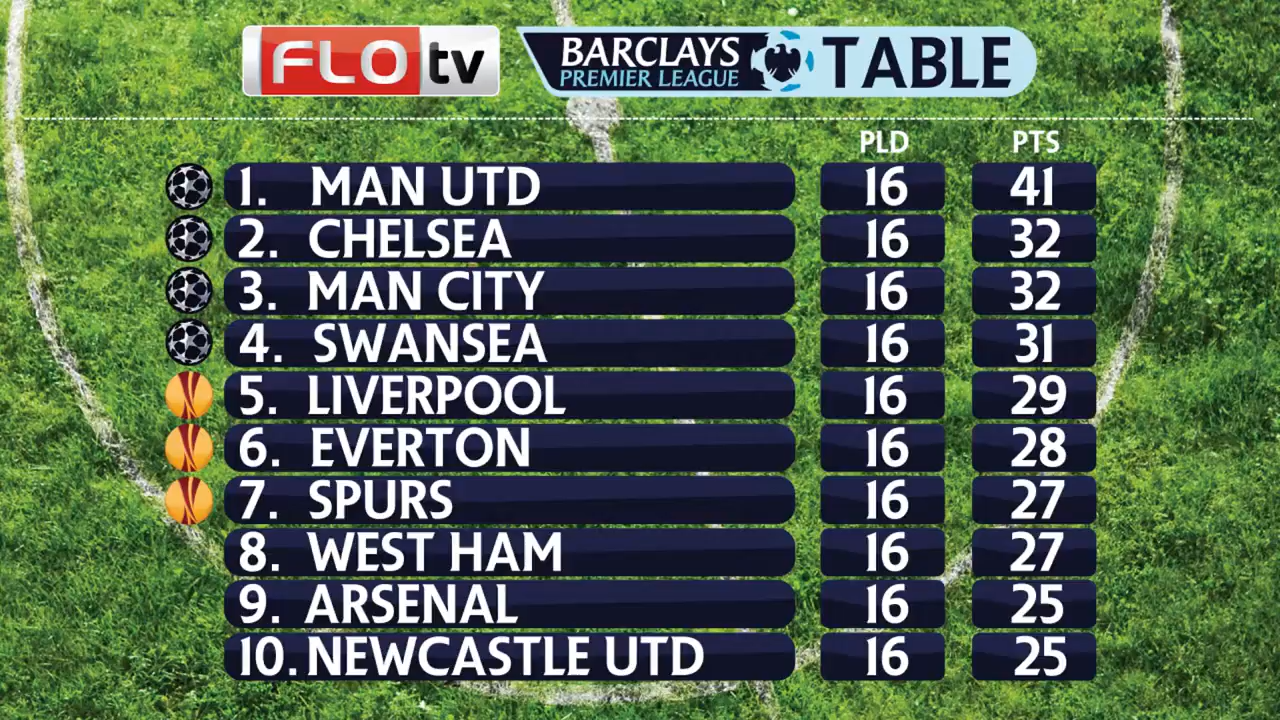 FLO tv BARCLAYS PREMIER LEAGUE TABLE
PLD PTS
1. MAN UTD 16 41
2. CHELSEA 16 32
3. MAN CITY 16 32
4. SWANSEA 16 31
5. LIVERPOOL 16 29
6. EVERTON 16 28
7. SPURS 16 27
8. WEST HAM 16 27
9. ARSENAL 16 25
10. NEWCASTLE UTD 16 25